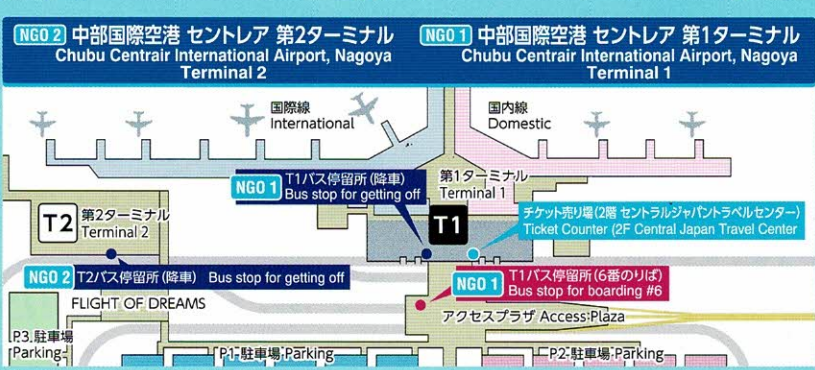 NGO 2 中部国際空港 セントレア 第2ターミナル
Chubu Centrair International Airport, Nagoya
Terminal 2
NGO 1 中部国際空港 セントレア 第1ターミナル
Chubu Centrair International Airport, Nagoya
Terminal 1
国際線
International
国内線
Domestic
NGO 1 T1バス停留所(降車)
Bus stop for getting off
第1ターミナル
Terminal 1
T2
第2ターミナル
Terminal 2
T1
チケット売り場(2階 セントラルジャパントラベルセンター)
Ticket Counter (2F Central Japan Travel Center
NGO 2 T2バス停留所(降車) Bus stop for getting off
NGO 1 T1バス停留所(6番のりば)
Bus stop for boarding #6
FLIGHT OF DREAMS
アクセスプラザ Access Plaza
P3 駐車場
Parking
P1 駐車場 Parking
P2 駐車場 Parking